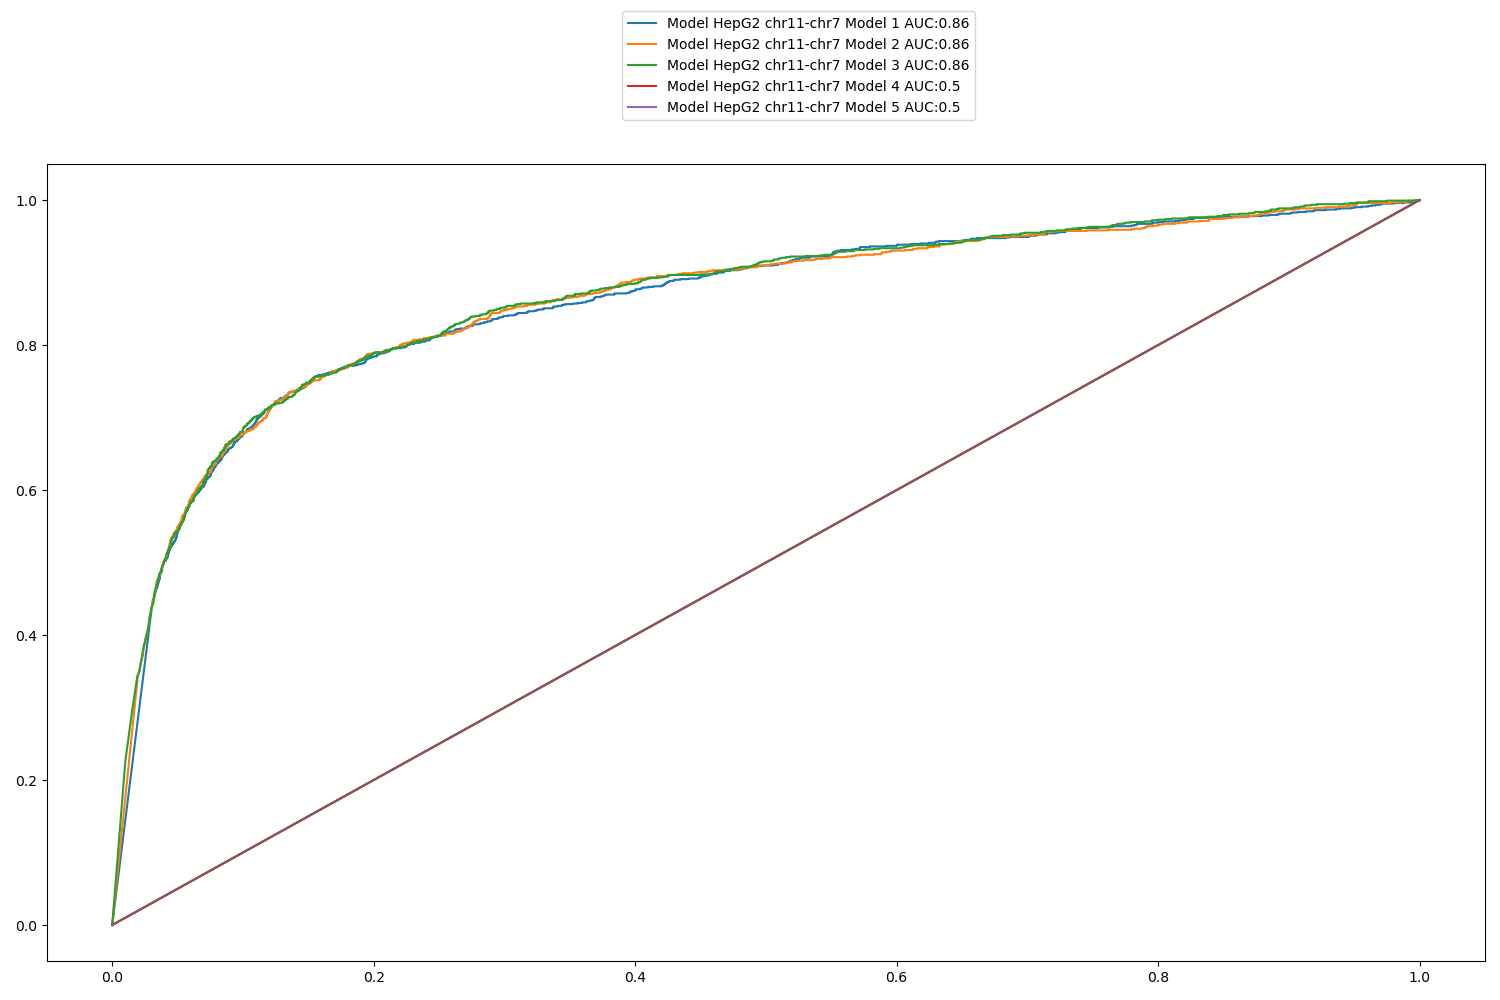 Model HepG2 chr11-chr7 Model 1 AUC:0.86
Model HepG2 chr11-chr7 Model 2 AUC:0.86
Model HepG2 chr11-chr7 Model 3 AUC:0.86
Model HepG2 chr11-chr7 Model 4 AUC:0.5
Model HepG2 chr11-chr7 Model 5 AUC:0.5
1.0
0.8
0.6
0.4
0.2
0.0
0.0 0.2 0.4 0.6 0.8 1.0